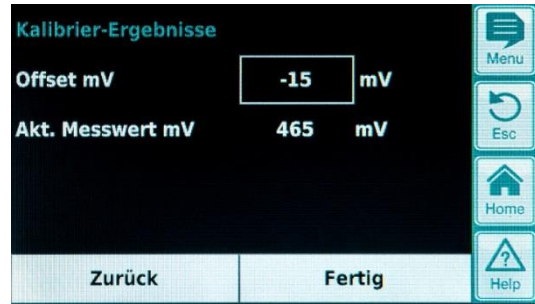 Kalibrier-Ergebnisse
Menu
Offset mV -15 mV
Akt. Messwert mV 465 mV
Esc
Home
Zurück Fertig
Help